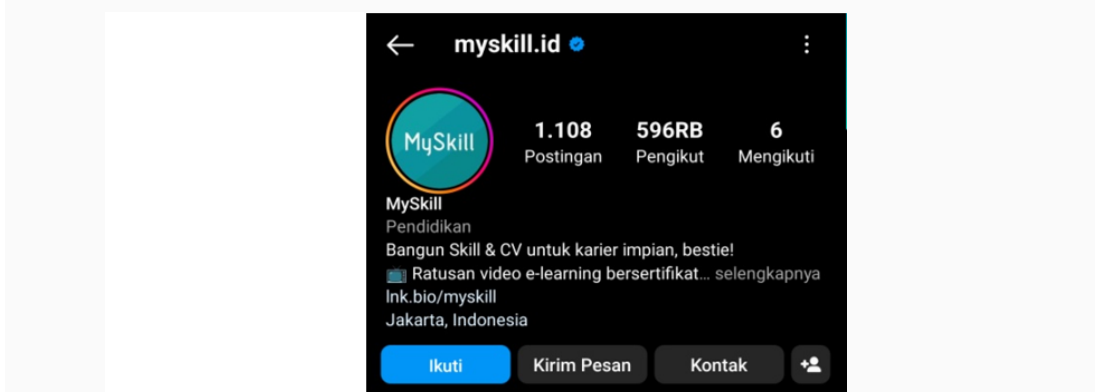 myskill.id
MySkill
1.108 596RB 6
Postingan Pengikut Mengikuti
MySkill
Pendidikan
Bangun Skill & CV untuk karier impian, bestie!
📺 Ratusan video e-learning bersertifikat... selengkapnya
lnk.bio/myskill
Jakarta, Indonesia
Ikuti Kirim Pesan Kontak